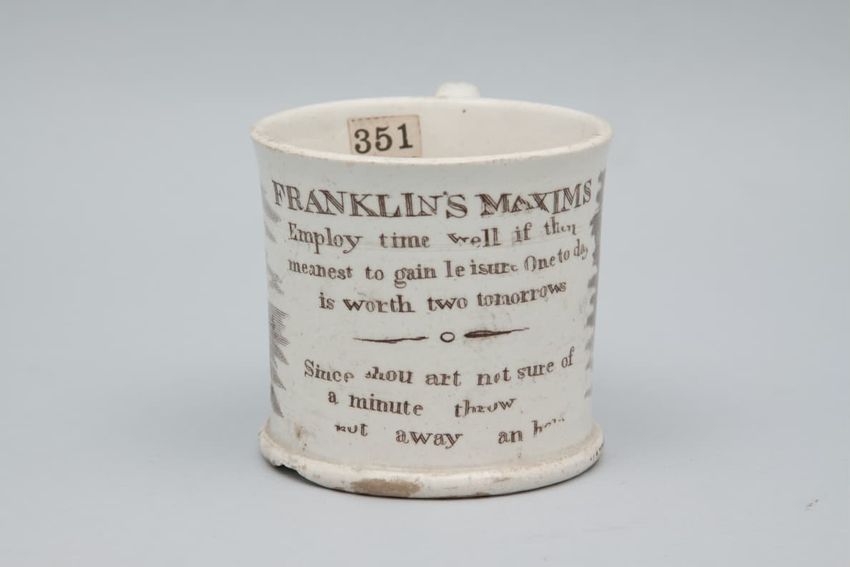 351
FRANKLIN'S MAXIMS
Employ time well if thou
meanest to gain leisure One to day
is worth two tomorrows
Since thou art not sure of
a minute throw
not away an